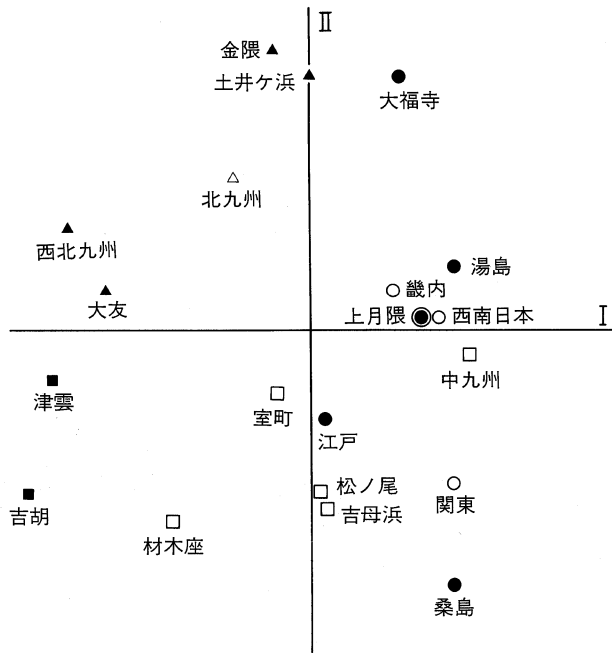 II
金隈
土井ケ浜
大福寺
北九州
西北九州
湯島
畿内
大友
上月隈
西南日本
I
中九州
津雲
室町
江戸
松ノ尾
関東
吉母浜
吉胡
材木座
桑島